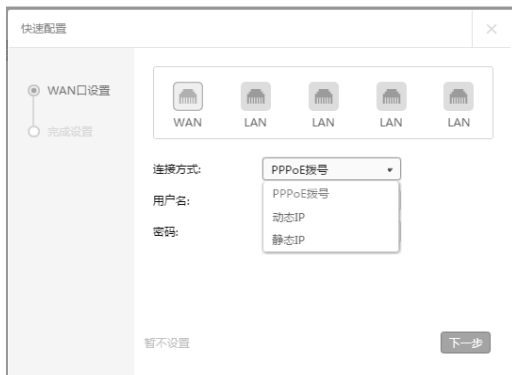 快速配置
WAN口设置
完成设置
WAN LAN LAN LAN LAN
连接方式: PPPoE拨号
PPPoE拨号
用户名:
动态IP
密码:
静态IP
暂不设置
下一步